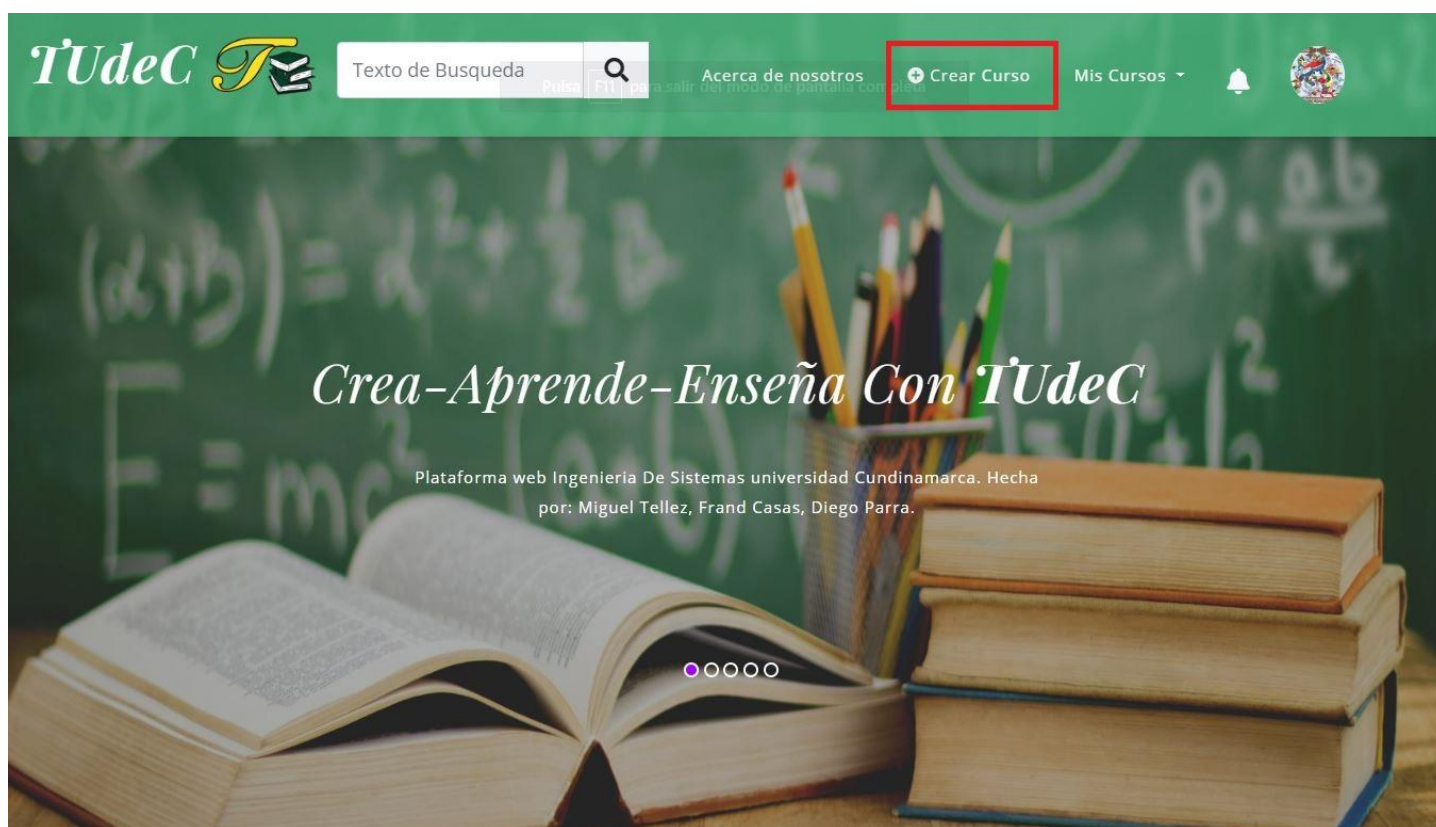 TUdeC
Texto de Busqueda
Pulsa F11 para salir del modo de pantalla completa
Acerca de nosotros
Crear Curso
Mis Cursos
Crea-Aprende-Enseña Con TUdeC
Plataforma web Ingenieria De Sistemas universidad Cundinamarca. Hecha
por: Miguel Tellez, Frand Casas, Diego Parra.
(a+b) = a² +
E = mc²